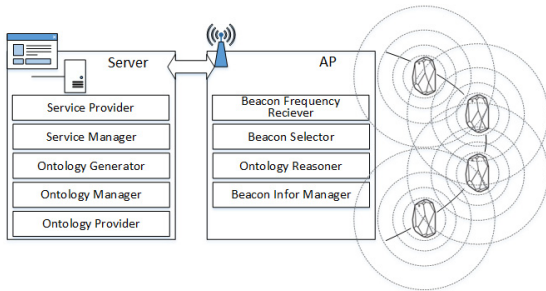 Server
Service Provider
Service Manager
Ontology Generator
Ontology Manager
Ontology Provider
AP
Beacon Frequency
Reciever
Beacon Selector
Ontology Reasoner
Beacon Infor Manager